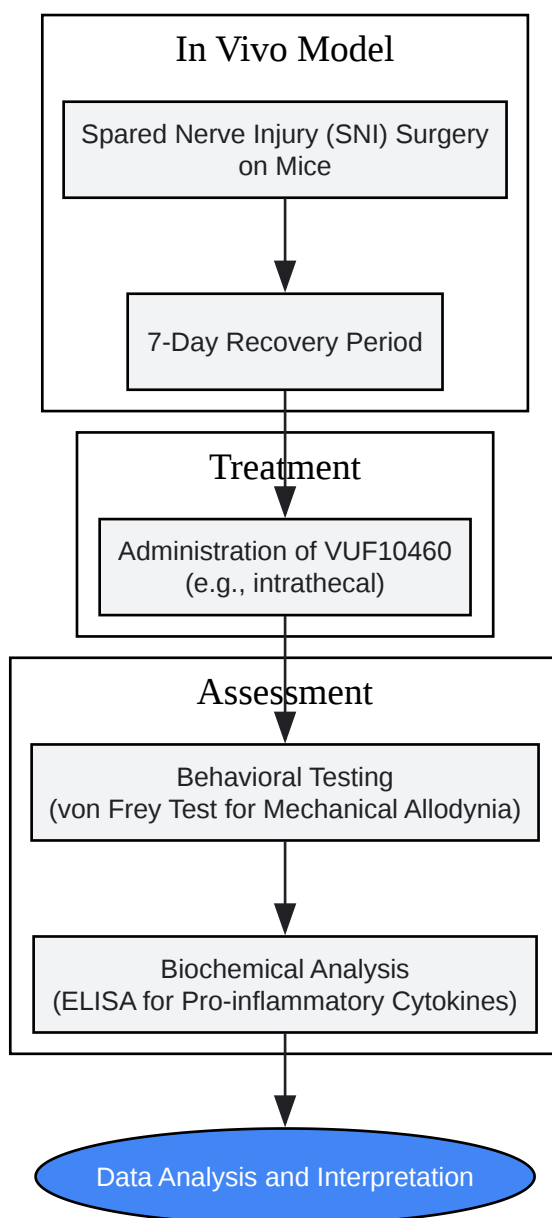 In Vivo Model
Spared Nerve Injury (SNI) Surgery
on Mice
7-Day Recovery Period
Treatment
Administration of VUF10460
(e.g., intrathecal)
Assessment
Behavioral Testing
(von Frey Test for Mechanical Allodynia)
Biochemical Analysis
(ELISA for Pro-inflammatory Cytokines)
Data Analysis and Interpretation